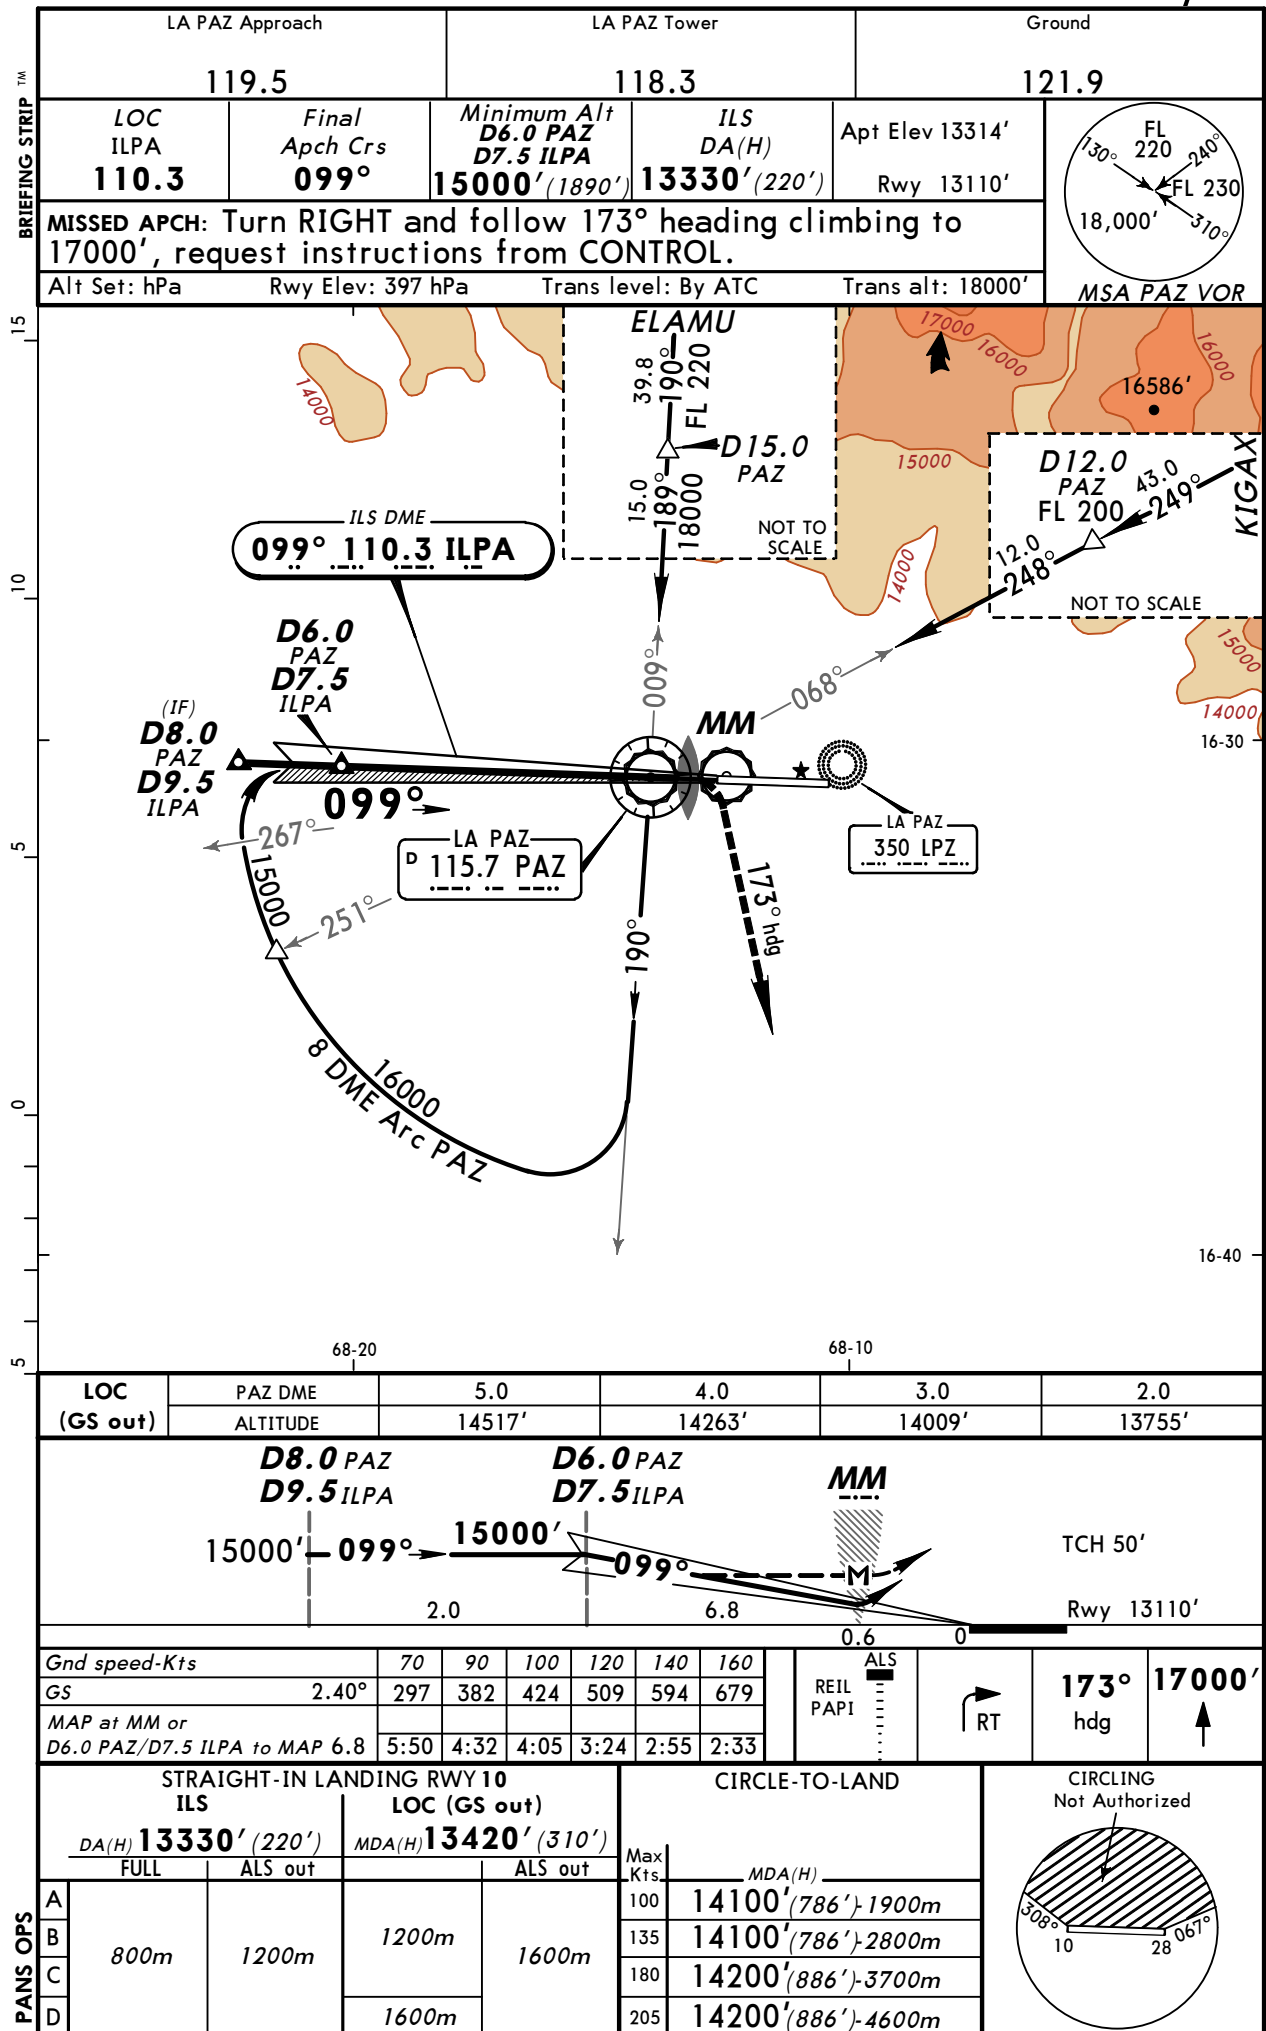 LA PAZ Approach
119.5
LA PAZ Tower
118.3
Ground
121.9
BRIEFING STRIP TM
LOC
ILPA
110.3
Final
Apch Crs
099°
Minimum Alt
D6.0 PAZ
D7.5 ILPA
15000'(1890')
ILS
DA(H)
13330'(220')
Apt Elev 13314'
Rwy 13110'
MISSED APCH: Turn RIGHT and follow 173° heading climbing to
17000', request instructions from CONTROL.
Alt Set: hPa Rwy Elev: 397 hPa Trans level: By ATC Trans alt: 18000'
FL
220
130°
240°
FL 230
18,000'
310°
MSA PAZ VOR
15
10
5
0
5
14000
ELAMU
39.8
190°
FL 220
D15.0
PAZ
15.0
189°
18000
NOT TO
SCALE
17000
16000
16000
16586'
15000
14000
D12.0
PAZ
FL 200
43.0
249°
KIGAX
12.0
248°
NOT TO SCALE
15000
14000
ILS DME
099° 110.3 ILPA
D6.0
PAZ
D7.5
ILPA
(IF)
D8.0
PAZ
D9.5
ILPA
009°
068°
MM
16-30
099°
267°
251°
LA PAZ
D 115.7 PAZ
LA PAZ
350 LPZ
15000
190°
173° hdg
16000
8 DME Arc PAZ
16-40
68-20
68-10
LOC
(GS out)
PAZ DME 5.0 4.0 3.0 2.0
ALTITUDE 14517' 14263' 14009' 13755'
D8.0 PAZ
D9.5 ILPA
D6.0 PAZ
D7.5 ILPA
MM
15000' 099° 15000'
099°
M
TCH 50'
2.0 6.8
Rwy 13110'
0.6 0
Gnd speed-Kts 70 90 100 120 140 160
GS 2.40° 297 382 424 509 594 679
MAP at MM or
D6.0 PAZ/D7.5 ILPA to MAP 6.8 5:50 4:32 4:05 3:24 2:55 2:33
REIL
PAPI
ALS
RT
173°
hdg
17000'
PANS OPS
STRAIGHT-IN LANDING RWY 10
ILS
DA(H) 13330'(220')
FULL
ALS out
LOC (GS out)
MDA(H) 13420'(310')
ALS out
A
B
C
D
800m
1200m
1200m
1600m
1600m
CIRCLE-TO-LAND
Max
Kts
MDA(H)
100 14100'(786')-1900m
135 14100'(786')-2800m
180 14200'(886')-3700m
205 14200'(886')-4600m
CIRCLING
Not Authorized
308°
067°
10
28